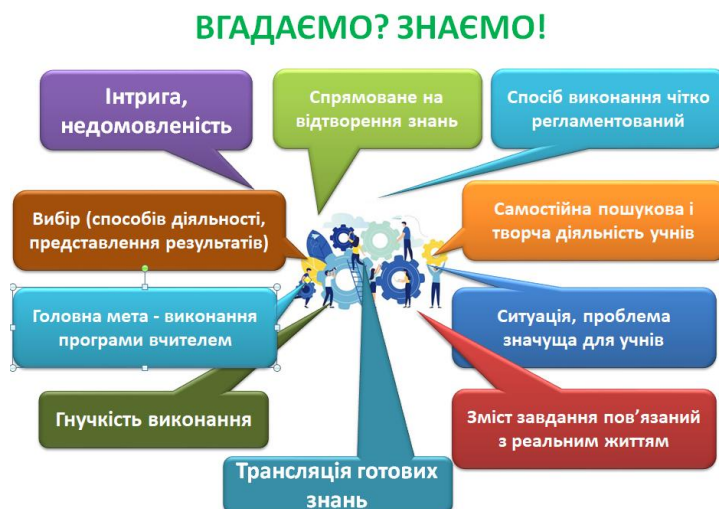 ВГАДАЄМО? ЗНАЄМО!
Інтрига,
недомовленість
Спрямоване на
відтворення знань
Спосіб виконання чітко
регламентований
Вибір (способів діяльності,
представлення результатів)
Самостійна пошукова і
творча діяльність учнів
Головна мета - виконання
програми вчителем
Ситуація, проблема
значуща для учнів
Гнучкість виконання
Зміст завдання пов’язаний
з реальним життям
Трансляція готових
знань